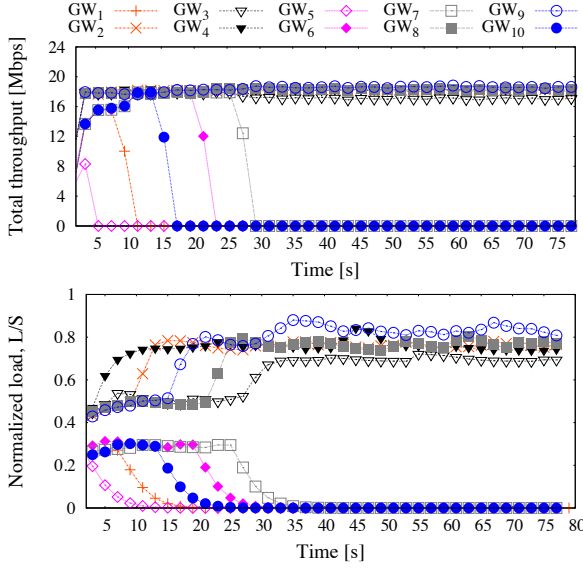 GW1 GW3 GW5 GW7 GW9
GW2 GW4 GW6 GW8 GW10
Total throughput [Mbps]
24
20
16
12
8
4
0
5 10 15 20 25 30 35 40 45 50 55 60 65 70 75
Time [s]
Normalized load, L/S
1
0.8
0.6
0.4
0.2
0
5 10 15 20 25 30 35 40 45 50 55 60 65 70 75 80
Time [s]